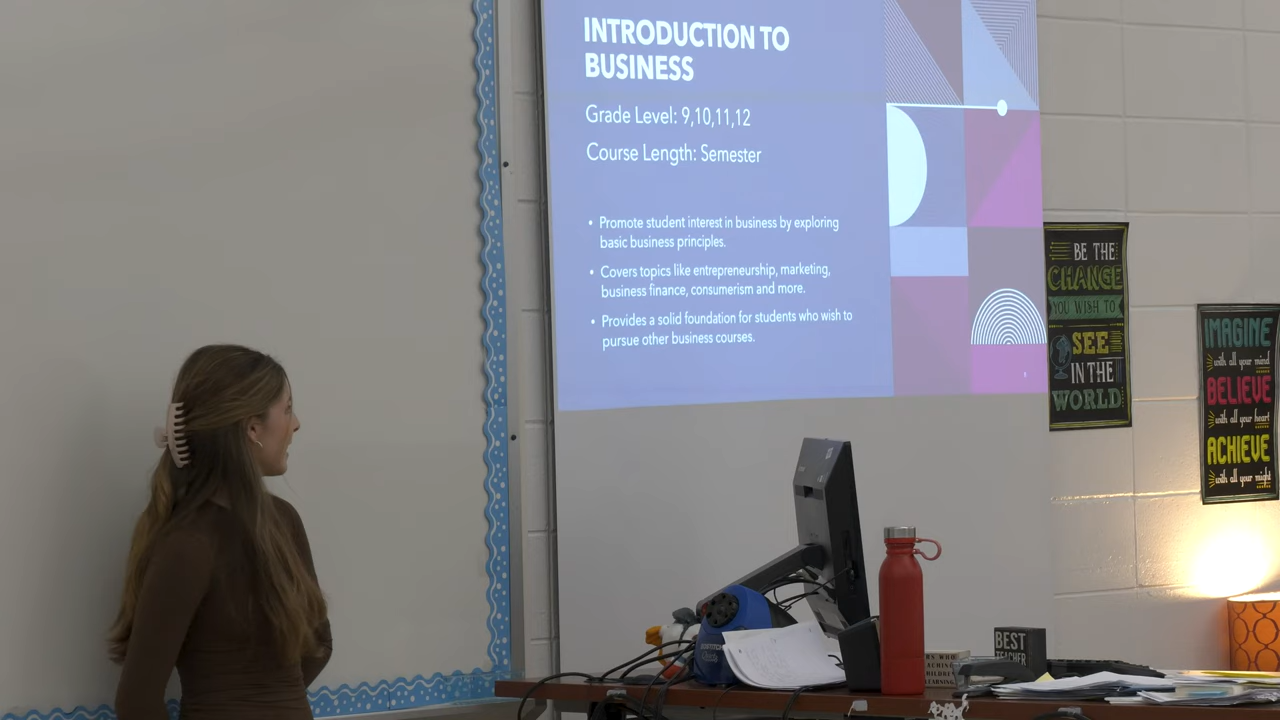 INTRODUCTION TO
BUSINESS
Grade Level: 9,10,11,12
Course Length: Semester
• Promote student interest in business by exploring
basic business principles.
• Covers topics like entrepreneurship, marketing,
business finance, consumerism and more.
• Provides a solid foundation for students who wish to
pursue other business courses.
BE THE
CHANGE
YOU WISH TO
SEE
IN THE
WORLD
IMAGINE
with all your mind
BELIEVE
with all your heart
ACHIEVE
with all your might
BEST
TEACHER